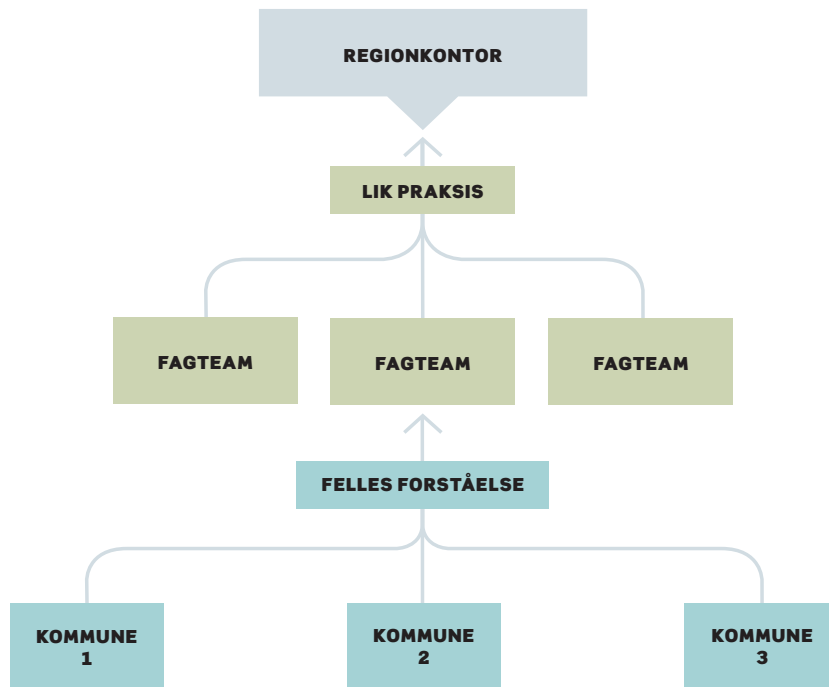 REGIONKONTOR
LIK PRAKSIS
FAGTEAM
FAGTEAM
FAGTEAM
FELLES FORSTÅELSE
KOMMUNE
1
KOMMUNE
2
KOMMUNE
3